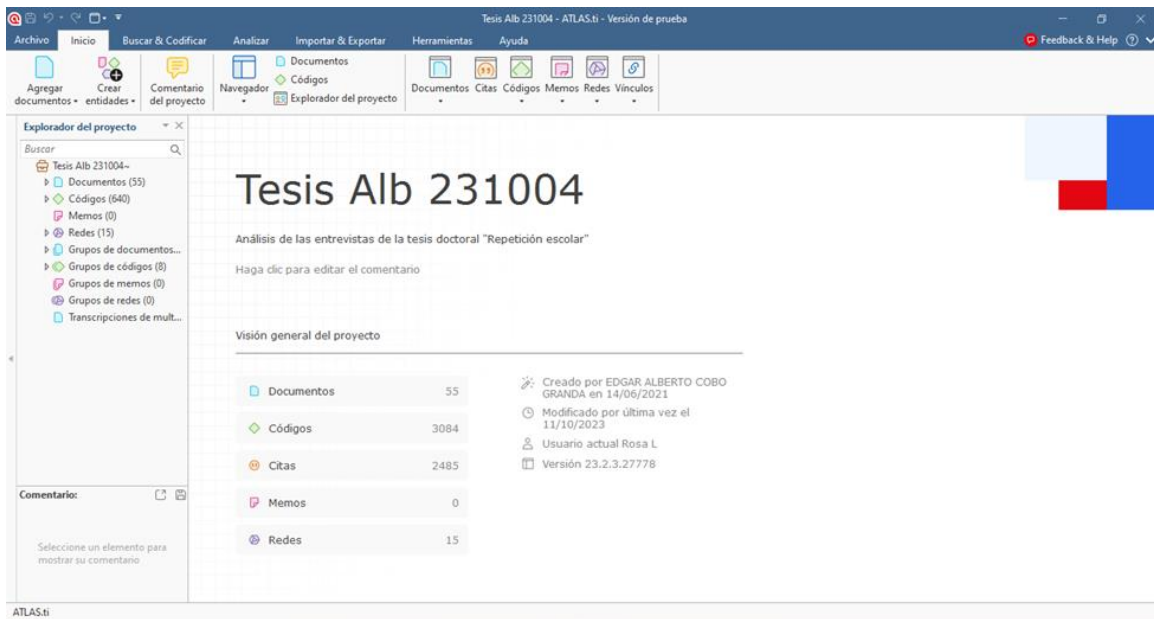 Tesis Alb 231004 - ATLAS.ti - Versión de prueba
Archivo Inicio Buscar & Codificar Analizar Importar & Exportar Herramientas Ayuda Feedback & Help
Agregar documentos
Crear entidades
Comentario del proyecto
Navegador
Documentos
Códigos
Explorador del proyecto
Documentos Citas Códigos Memos Redes Vínculos
Explorador del proyecto
Buscar
Tesis Alb 231004~
Documentos (55)
Códigos (640)
Memos (0)
Redes (15)
Grupos de documentos...
Grupos de códigos (8)
Grupos de memos (0)
Grupos de redes (0)
Transcripciones de mult...
Comentario:
Seleccione un elemento para
mostrar su comentario
Tesis Alb 231004
Análisis de las entrevistas de la tesis doctoral "Repetición escolar"
Haga clic para editar el comentario
Visión general del proyecto
Documentos 55
Códigos 3084
Citas 2485
Memos 0
Redes 15
Creado por EDGAR ALBERTO COBO
GRANDA en 14/06/2021
Modificado por última vez el
11/10/2023
Usuario actual Rosa L
Versión 23.2.3.27778
ATLAS.ti